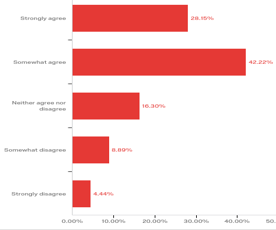 Strongly agree
28.15%
Somewhat agree
42.22%
Neither agree nor
disagree
16.30%
Somewhat disagree
8.89%
Strongly disagree
4.44%
0.00% 10.00% 20.00% 30.00% 40.00% 50.